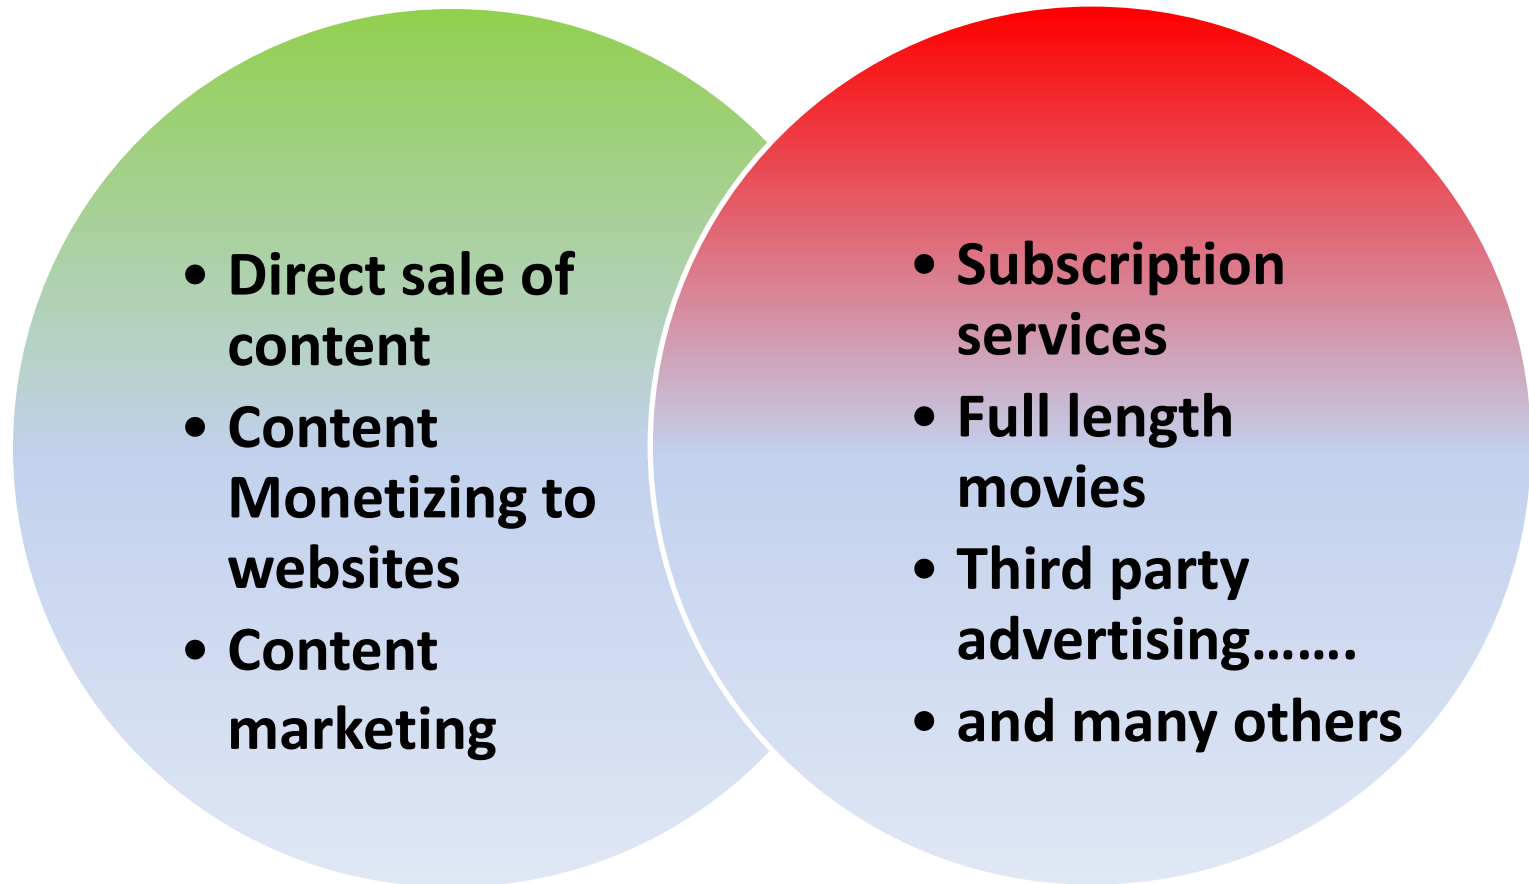 • Direct sale of
content
• Content
Monetizing to
websites
• Content
marketing
• Subscription
services
• Full length
movies
• Third party
advertising…….
• and many others